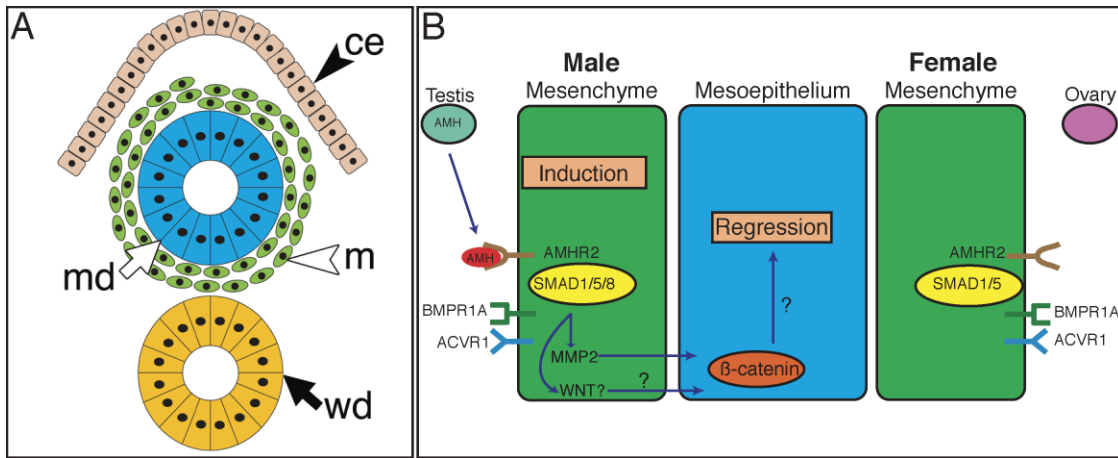 A
ce
md
m
wd
B
Male
Mesenchyme
Mesoepithelium
Female
Mesenchyme
Testis
AMH
Ovary
Induction
Regression
AMH
AMHR2
SMAD1/5/8
BMPR1A
ACVR1
MMP2
WNT?
?
?
ß-catenin
AMHR2
SMAD1/5
BMPR1A
ACVR1